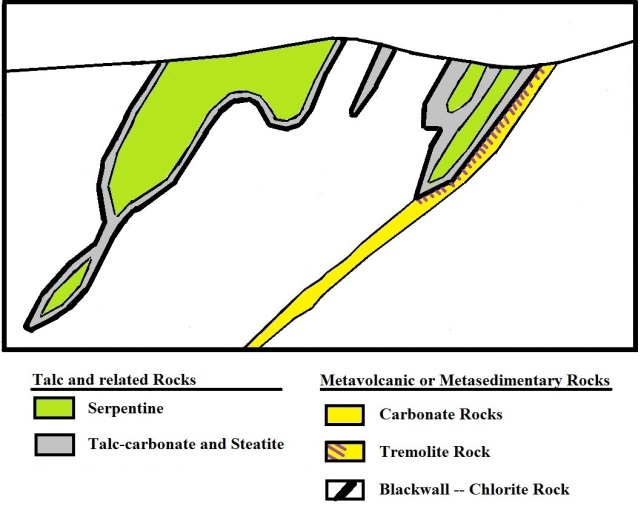 Talc and related Rocks
Serpentine
Talc-carbonate and Steatite
Metavolcanic or Metasedimentary Rocks
Carbonate Rocks
Tremolite Rock
Blackwall -- Chlorite Rock